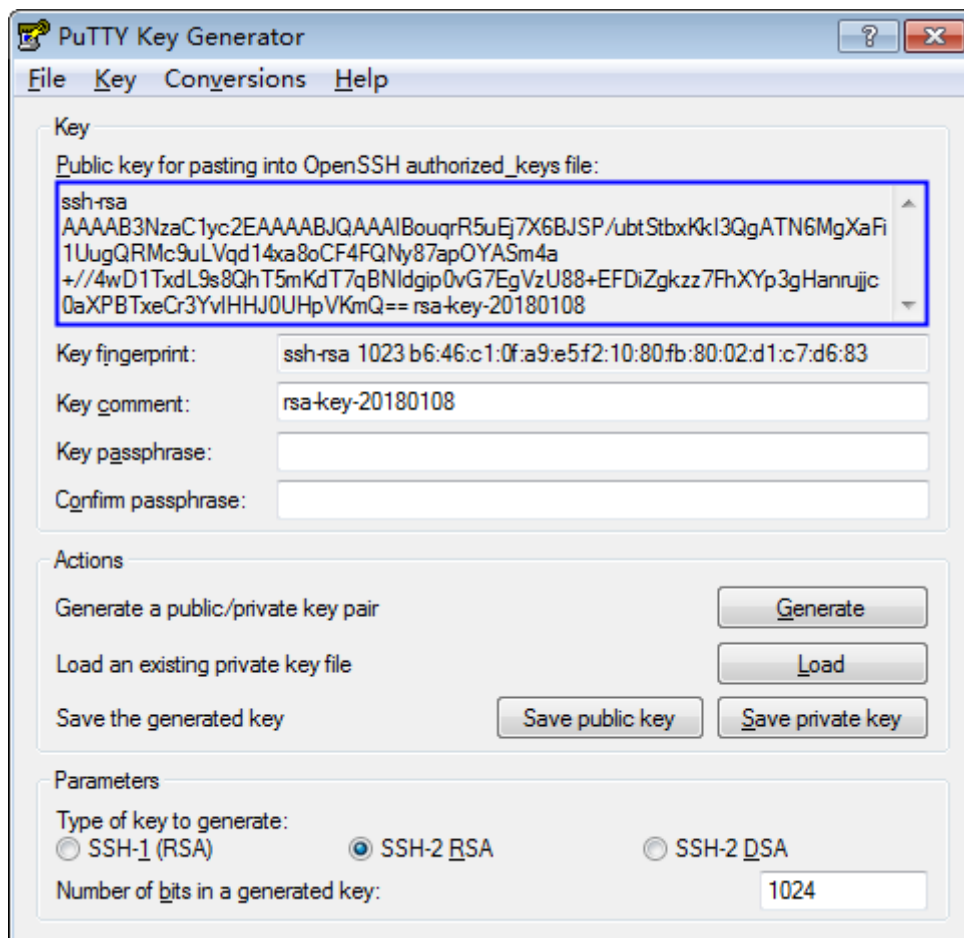 PuTTY Key Generator
File Key Conversions Help
Key
Public key for pasting into OpenSSH authorized_keys file:
ssh-rsa
AAAAB3NzaC1yc2EAAAABJQAAAIBouqrR5uEj7X6BJSP/ubtStbxKkI3QgATN6MgXaFi
1UugQRMc9uLVqd14xa8oCF4FQNy87apOYASm4a
+//4wD1TxdL9s8QhT5mKdT7qBNIdgip0vG7EgVzU88+EFDiZgkzz7FhXYp3gHanrujjc
0aXPBTxeCr3YvIHHJ0UHpVKmQ== rsa-key-20180108
Key fingerprint: ssh-rsa 1023 b6:46:c1:0f:a9:e5:f2:10:80:fb:80:02:d1:c7:d6:83
Key comment: rsa-key-20180108
Key passphrase:
Confirm passphrase:
Actions
Generate a public/private key pair Generate
Load an existing private key file Load
Save the generated key Save public key Save private key
Parameters
Type of key to generate:
SSH-1 (RSA) SSH-2 RSA SSH-2 DSA
Number of bits in a generated key: 1024